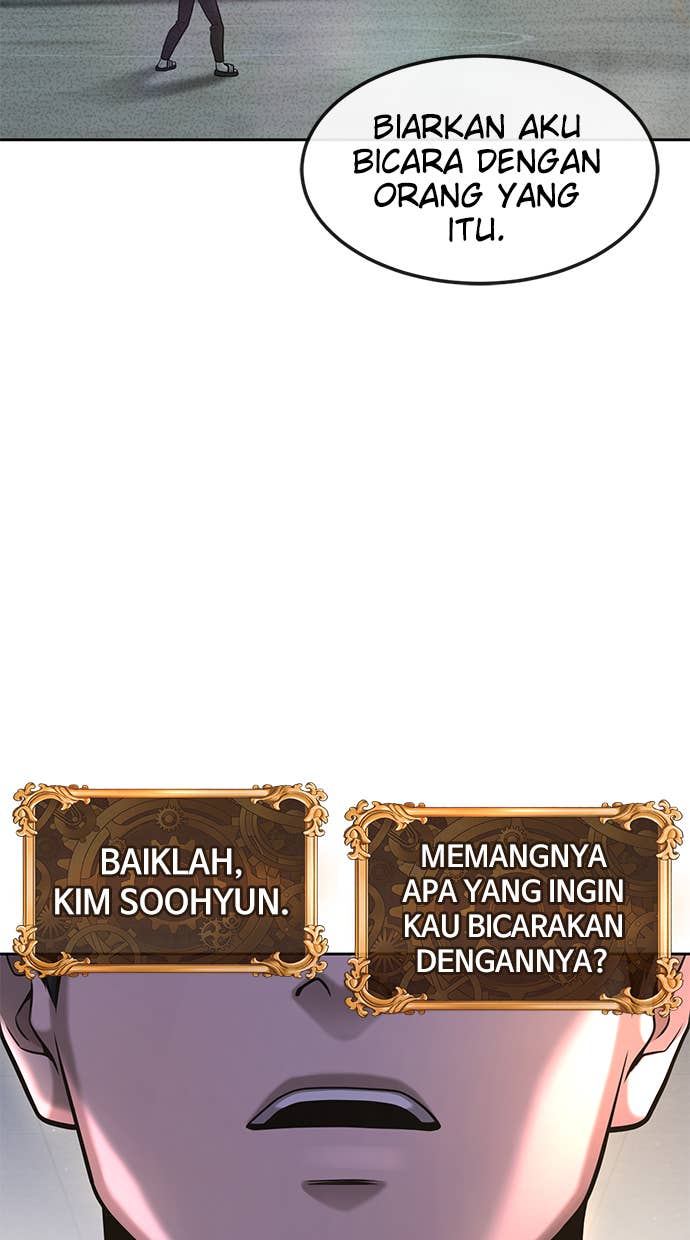 BIARKAN AKU
BICARA DENGAN
ORANG YANG
ITU.
BAIKLAH,
KIM SOOHYUN.
MEMANGNYA
APA YANG INGIN
KAU BICARAKAN
DENGANNYA?